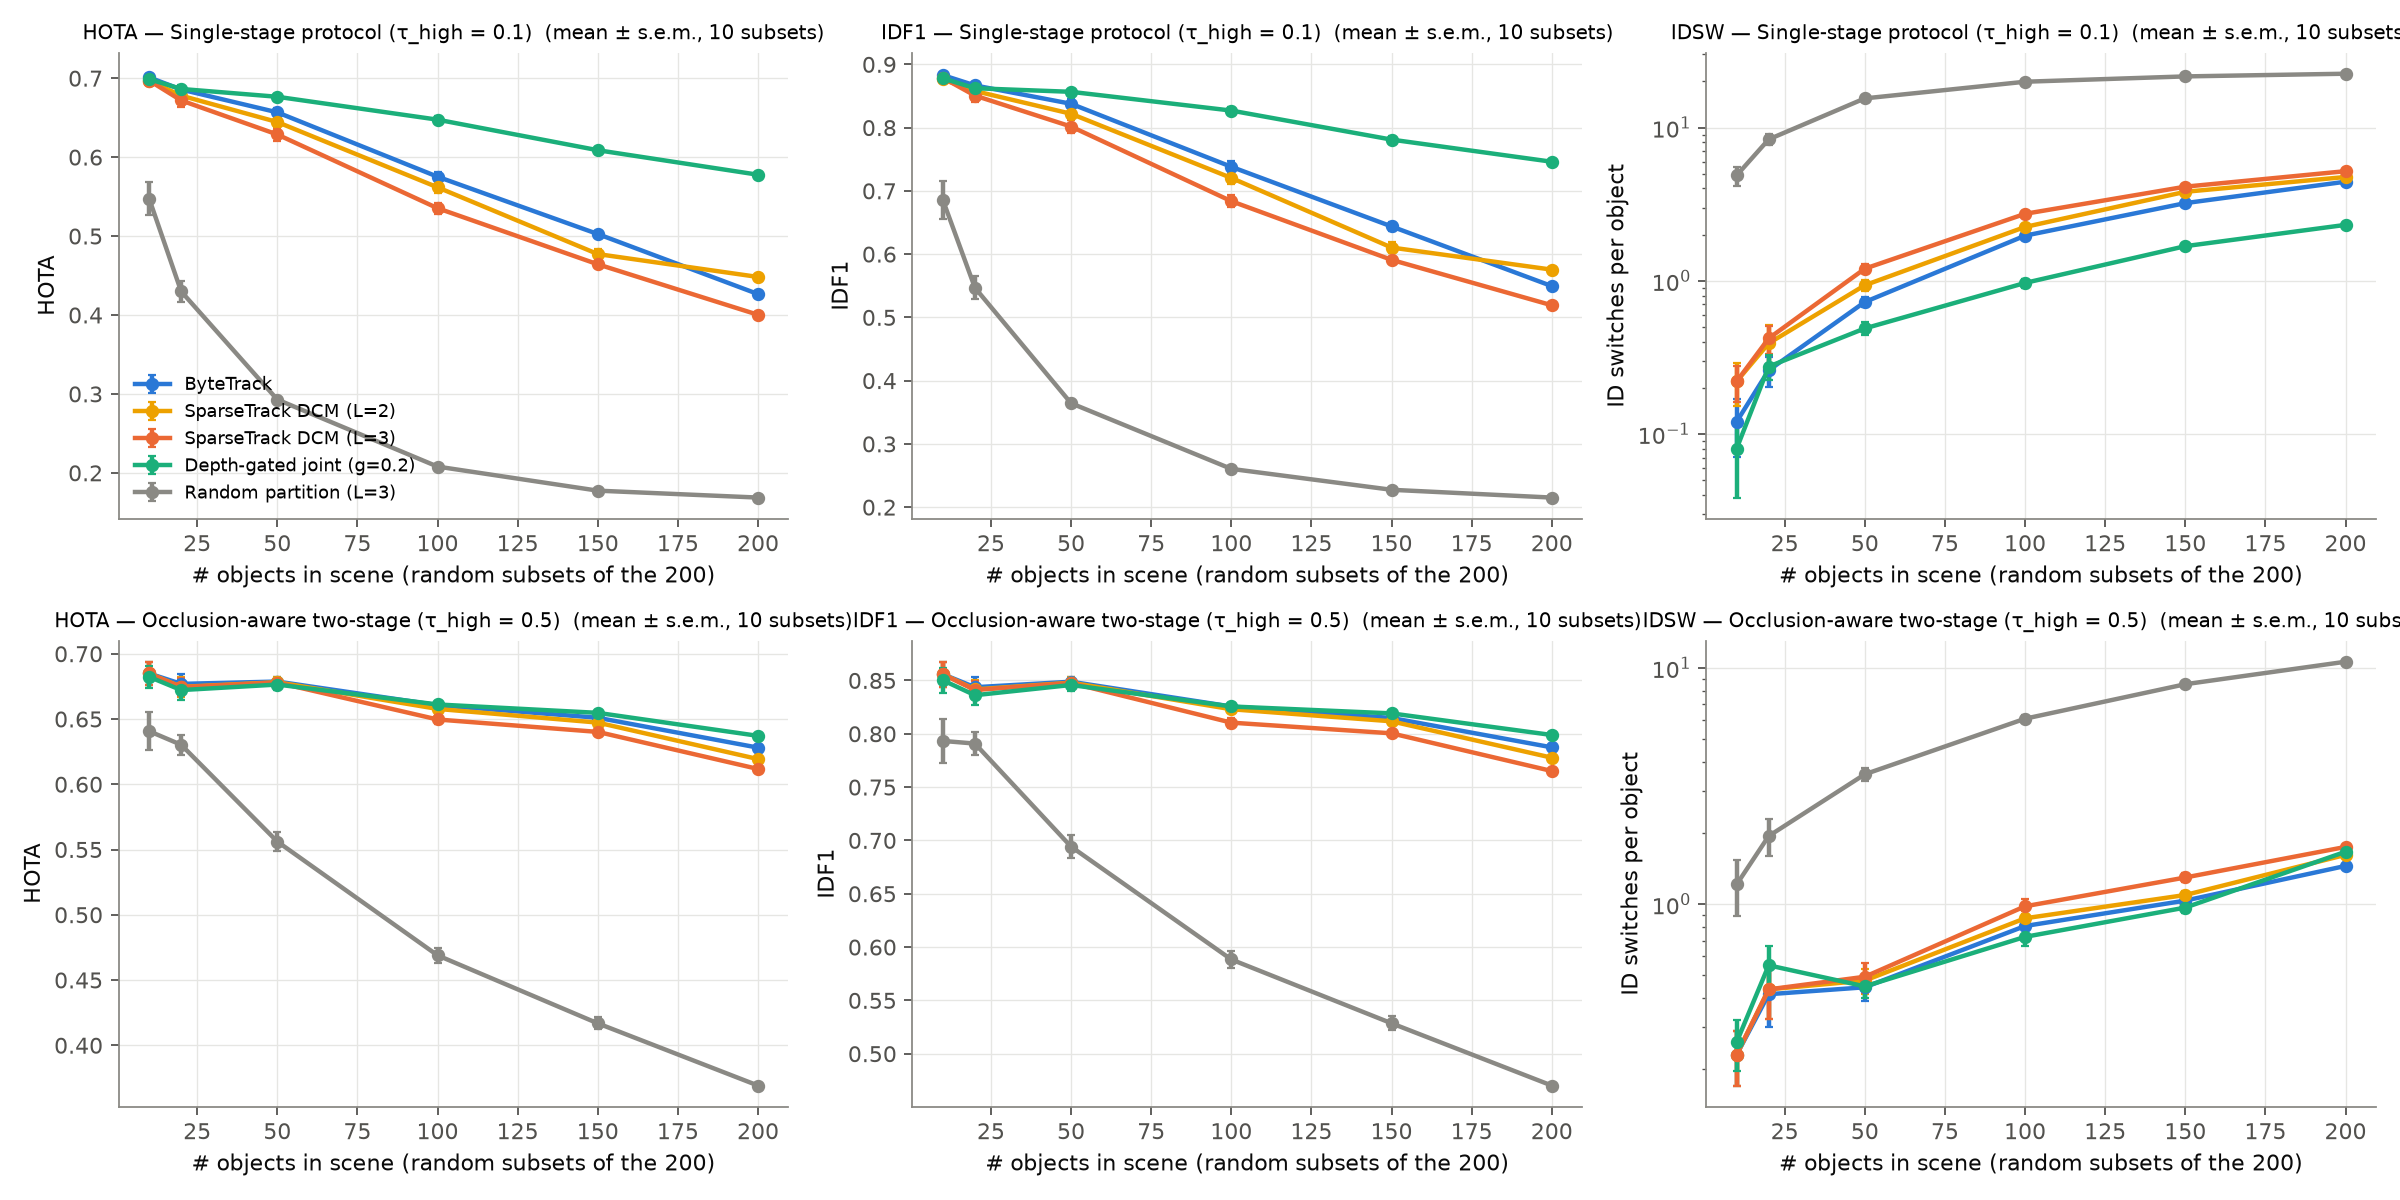 HOTA — Single-stage protocol (τ_high = 0.1)  (mean ± s.e.m., 10 subsets)
HOTA
0.7
0.6
0.5
0.4
0.3
0.2
ByteTrack
SparseTrack DCM (L=2)
SparseTrack DCM (L=3)
Depth-gated joint (g=0.2)
Random partition (L=3)
25 50 75 100 125 150 175 200
# objects in scene (random subsets of the 200)
IDF1 — Single-stage protocol (τ_high = 0.1)  (mean ± s.e.m., 10 subsets)
IDF1
0.9
0.8
0.7
0.6
0.5
0.4
0.3
0.2
25 50 75 100 125 150 175 200
# objects in scene (random subsets of the 200)
IDSW — Single-stage protocol (τ_high = 0.1)  (mean ± s.e.m., 10 subsets
ID switches per object
10¹
10⁰
10⁻¹
25 50 75 100 125 150 175 200
# objects in scene (random subsets of the 200)
HOTA — Occlusion-aware two-stage (τ_high = 0.5)  (mean ± s.e.m., 10 subsets)
HOTA
0.70
0.65
0.60
0.55
0.50
0.45
0.40
25 50 75 100 125 150 175 200
# objects in scene (random subsets of the 200)
IDF1 — Occlusion-aware two-stage (τ_high = 0.5)  (mean ± s.e.m., 10 subsets)
IDF1
0.85
0.80
0.75
0.70
0.65
0.60
0.55
0.50
25 50 75 100 125 150 175 200
# objects in scene (random subsets of the 200)
IDSW — Occlusion-aware two-stage (τ_high = 0.5)  (mean ± s.e.m., 10 subs
ID switches per object
10¹
10⁰
25 50 75 100 125 150 175 200
# objects in scene (random subsets of the 200)